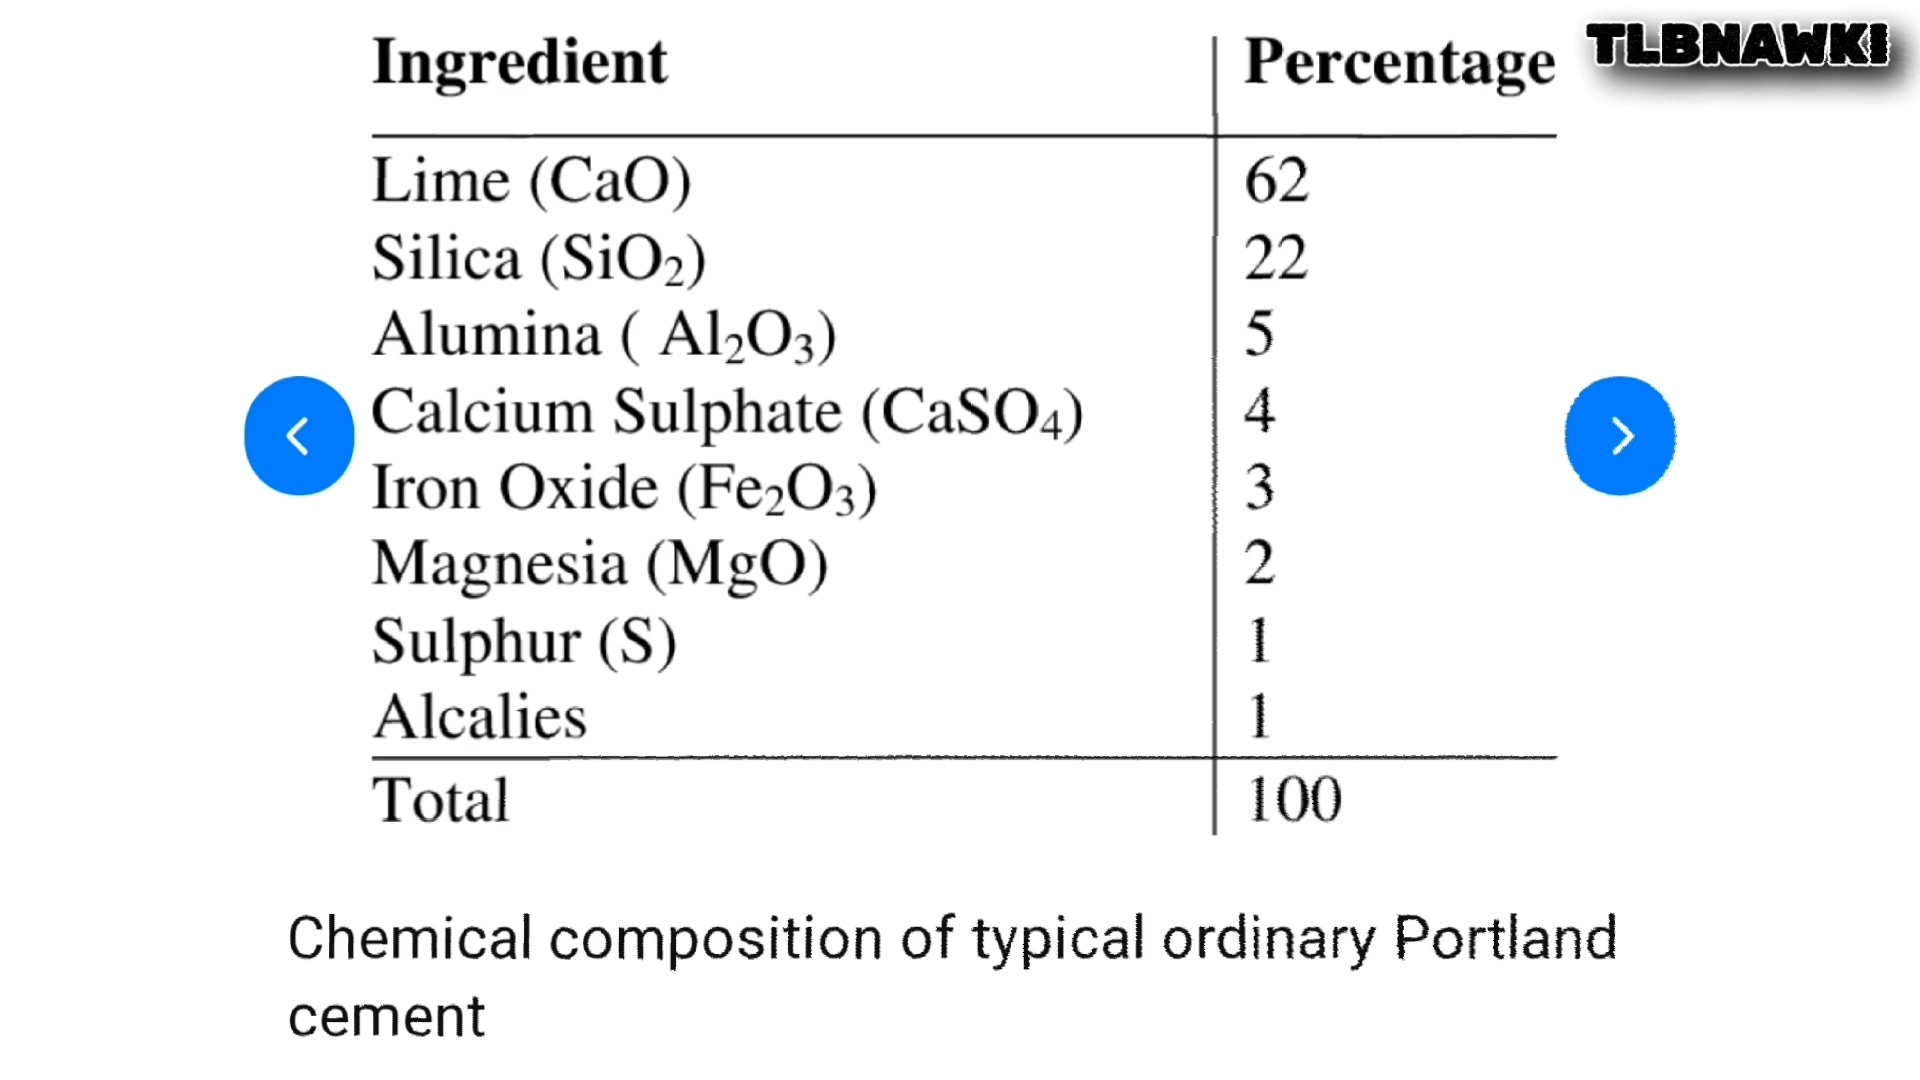 TLBNAWKI
Ingredient Percentage
Lime (CaO) 62
Silica (SiO₂) 22
Alumina ( Al₂O₃) 5
Calcium Sulphate (CaSO₄) 4
Iron Oxide (Fe₂O₃) 3
Magnesia (MgO) 2
Sulphur (S) 1
Alcalies 1
Total 100
Chemical composition of typical ordinary Portland
cement